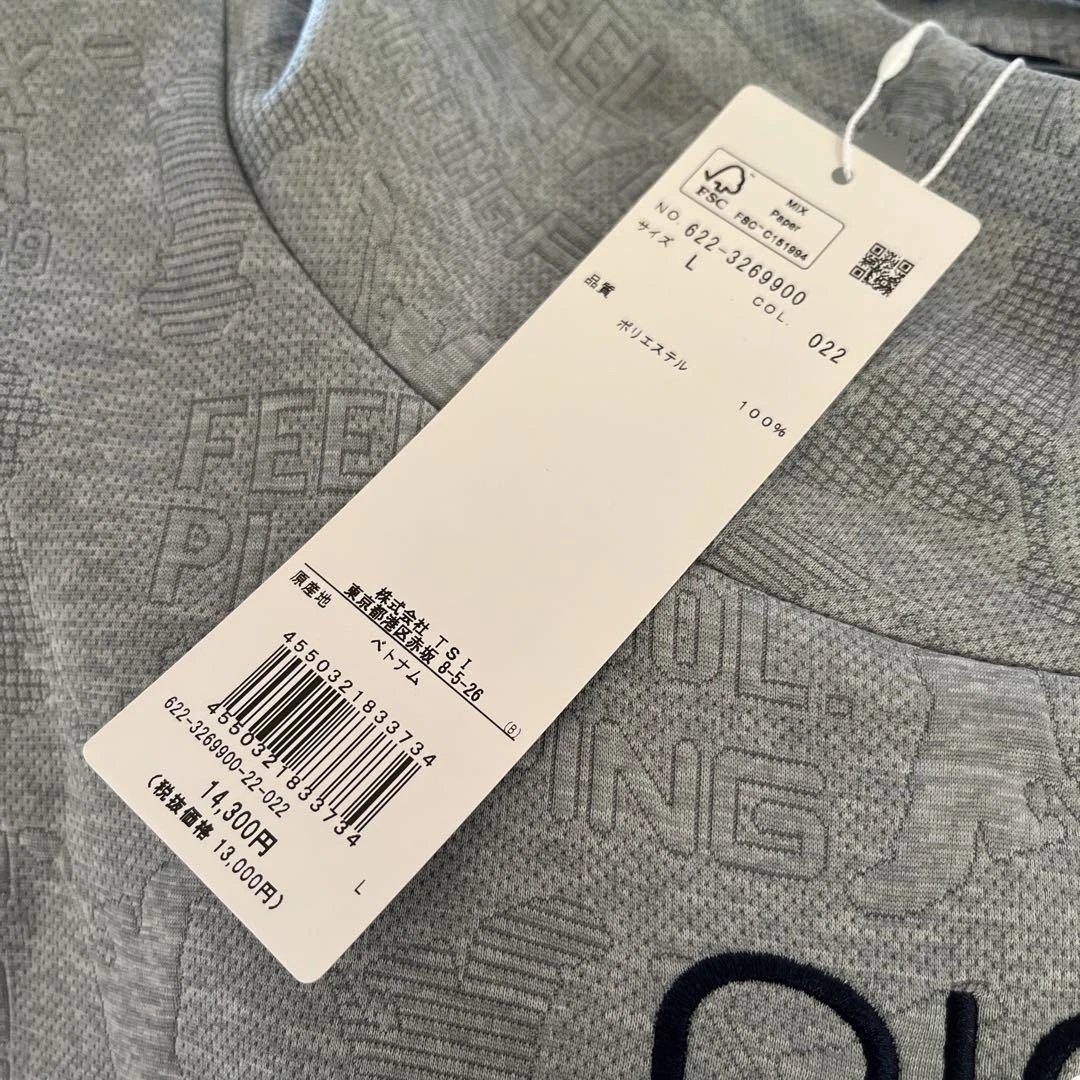 FSC
MIX
Paper
FSC™ C151994
NO. 622-3269900
COL. 022
サイズ L
品質
ポリエステル 100%
株式会社 TSI
東京都港区赤坂 8-5-26
原産地 ベトナム
(B)
4550321833734
4550321833734
622-3269900-22-022
14,300円
(税抜価格 13,000円)
L
FEEL
PI
OL.
ING